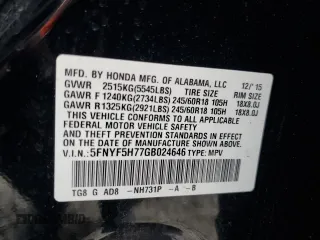 MFD. BY HONDA MFG. OF ALABAMA, LLC 12/'15
GVWR 2515KG(5545LBS) TIRE SIZE RIM SIZE
GAWR F 1240KG(2734LBS) 245/60R18 105H 18X8.0J
GAWR R 1325KG(2921LBS) 245/60R18 105H 18X8.0J
THIS VEHICLE CONFORMS TO ALL APPLICABLE FEDERAL MOTOR
VEHICLE SAFETY AND THEFT PREVENTION STANDARDS IN EFFECT
ON THE DATE OF MANUFACTURE SHOWN ABOVE.
V.I.N.: 5FNYF5H77GB024646 TYPE: MPV
TG8 G AD8 -NH731P -A -B